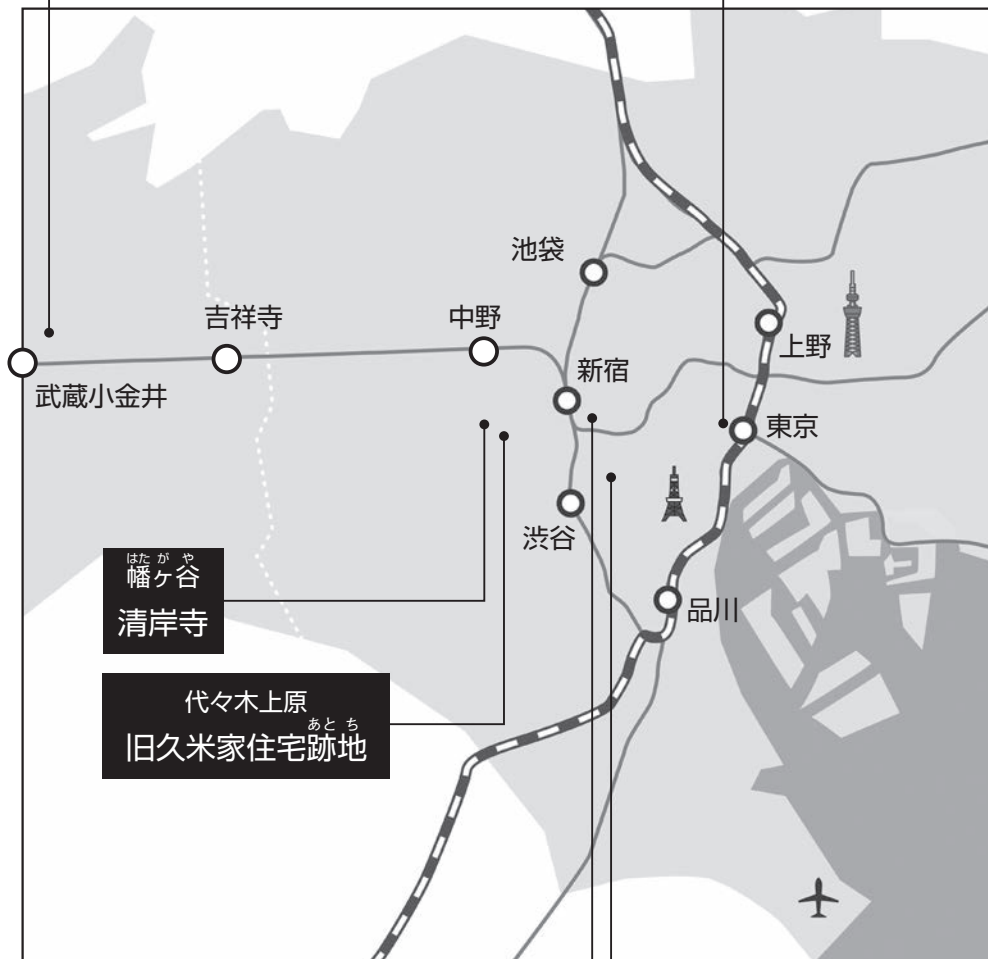 池袋
上野
吉祥寺
中野
新宿
武蔵小金井
東京
渋谷
はたがや
幡ヶ谷
清岸寺
品川
代々木上原
あとち
旧久米家住宅跡地